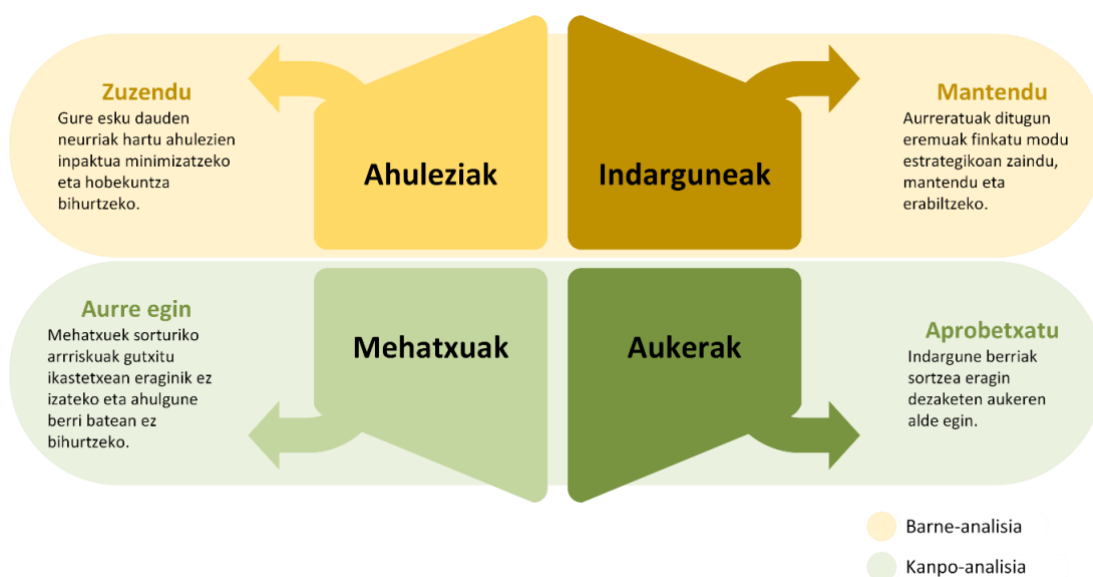 Zuzendu
Gure esku dauden
neurriak hartu ahulezien
inpaktua minimizatzeko
eta hobekuntza
bihurtzeko.
Ahuleziak
Indarguneak
Mantendu
Aurreratuak ditugun
eremuak finkatu modu
estrategikoan zaindu,
mantendu eta
erabiltzeko.
Aurre egin
Mehatxuek sorturiko
arrriskuak gutxitu
ikastetxean eraginik ez
izateko eta ahulgune
berri batean ez
bihurtzeko.
Mehatxuak
Aukerak
Aprobetxatu
Indargune berriak
sortzea eragin
dezaketen aukeren
alde egin.
Barne-analisia
Kanpo-analisia